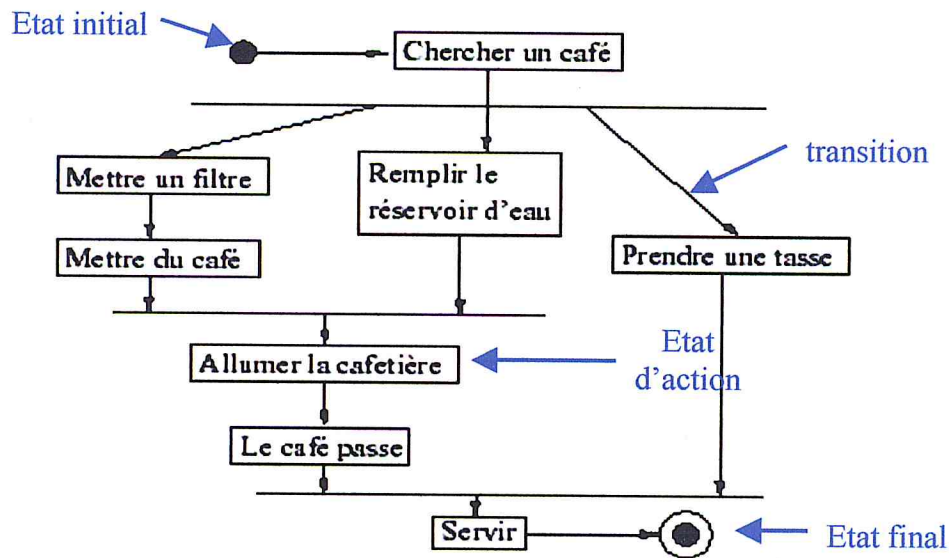 Etat initial
Chercher un café
transition
Mettre un filtre
Remplir le
réservoir d'eau
Mettre du café
Prendre une tasse
Allumer la cafetière
Etat
d'action
Le café passe
Servir
Etat final